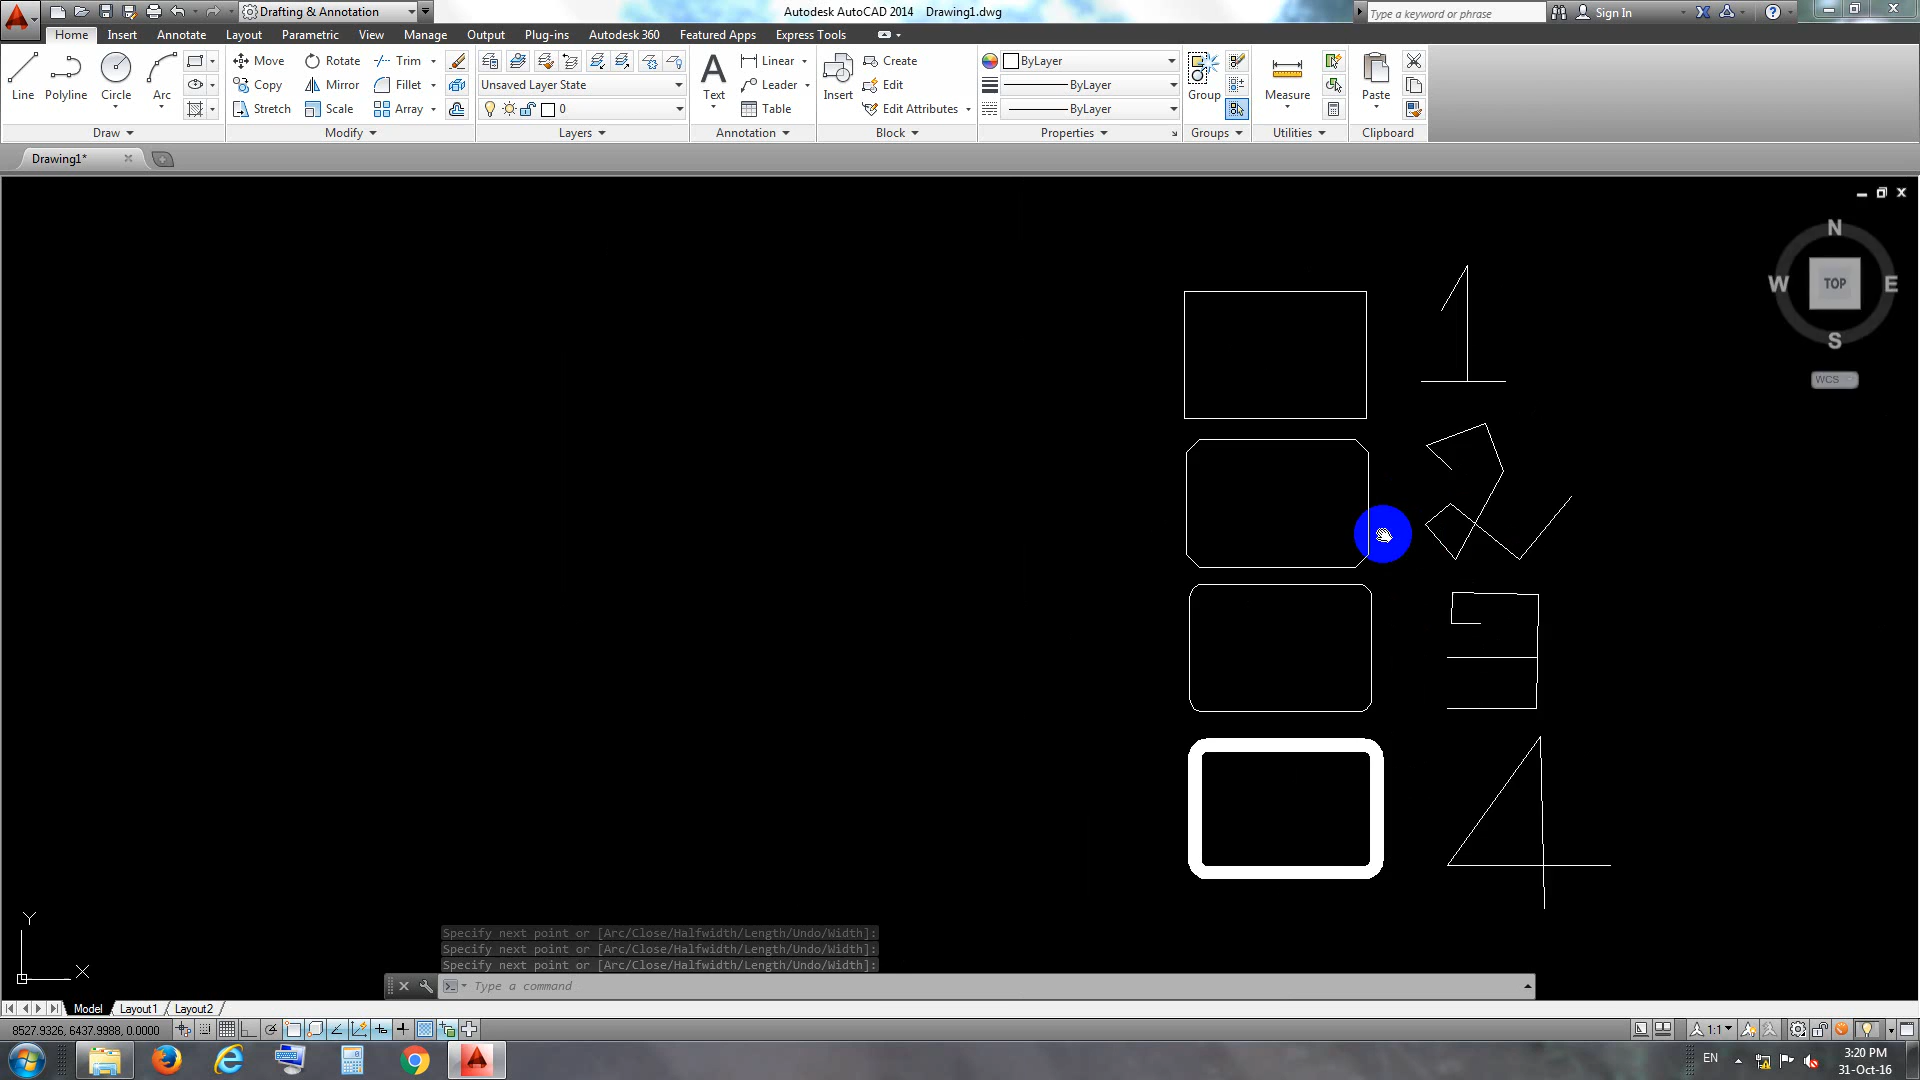 Drafting & Annotation
Autodesk AutoCAD 2014 Drawing1.dwg
Type a keyword or phrase
Sign In
Home Insert Annotate Layout Parametric View Manage Output Plug-ins Autodesk 360 Featured Apps Express Tools
Line Polyline Circle Arc
Move Rotate Trim
Copy Mirror Fillet
Stretch Scale Array
Unsaved Layer State
0
Text
Linear
Leader
Table
Insert
Create
Edit
Edit Attributes
ByLayer
ByLayer
ByLayer
Group
Measure
Paste
Draw Modify Layers Annotation Block Properties Groups Utilities Clipboard
Drawing1*
N
W TOP E
S
WCS
1
2
3
4
Y
X
Specify next point or [Arc/Close/Halfwidth/Length/Undo/Width]:
Specify next point or [Arc/Close/Halfwidth/Length/Undo/Width]:
Specify next point or [Arc/Close/Halfwidth/Length/Undo/Width]:
Type a command
Model Layout1 Layout2
8527.9326, 6437.9988, 0.0000
1:1
EN
3:20 PM
31-Oct-16